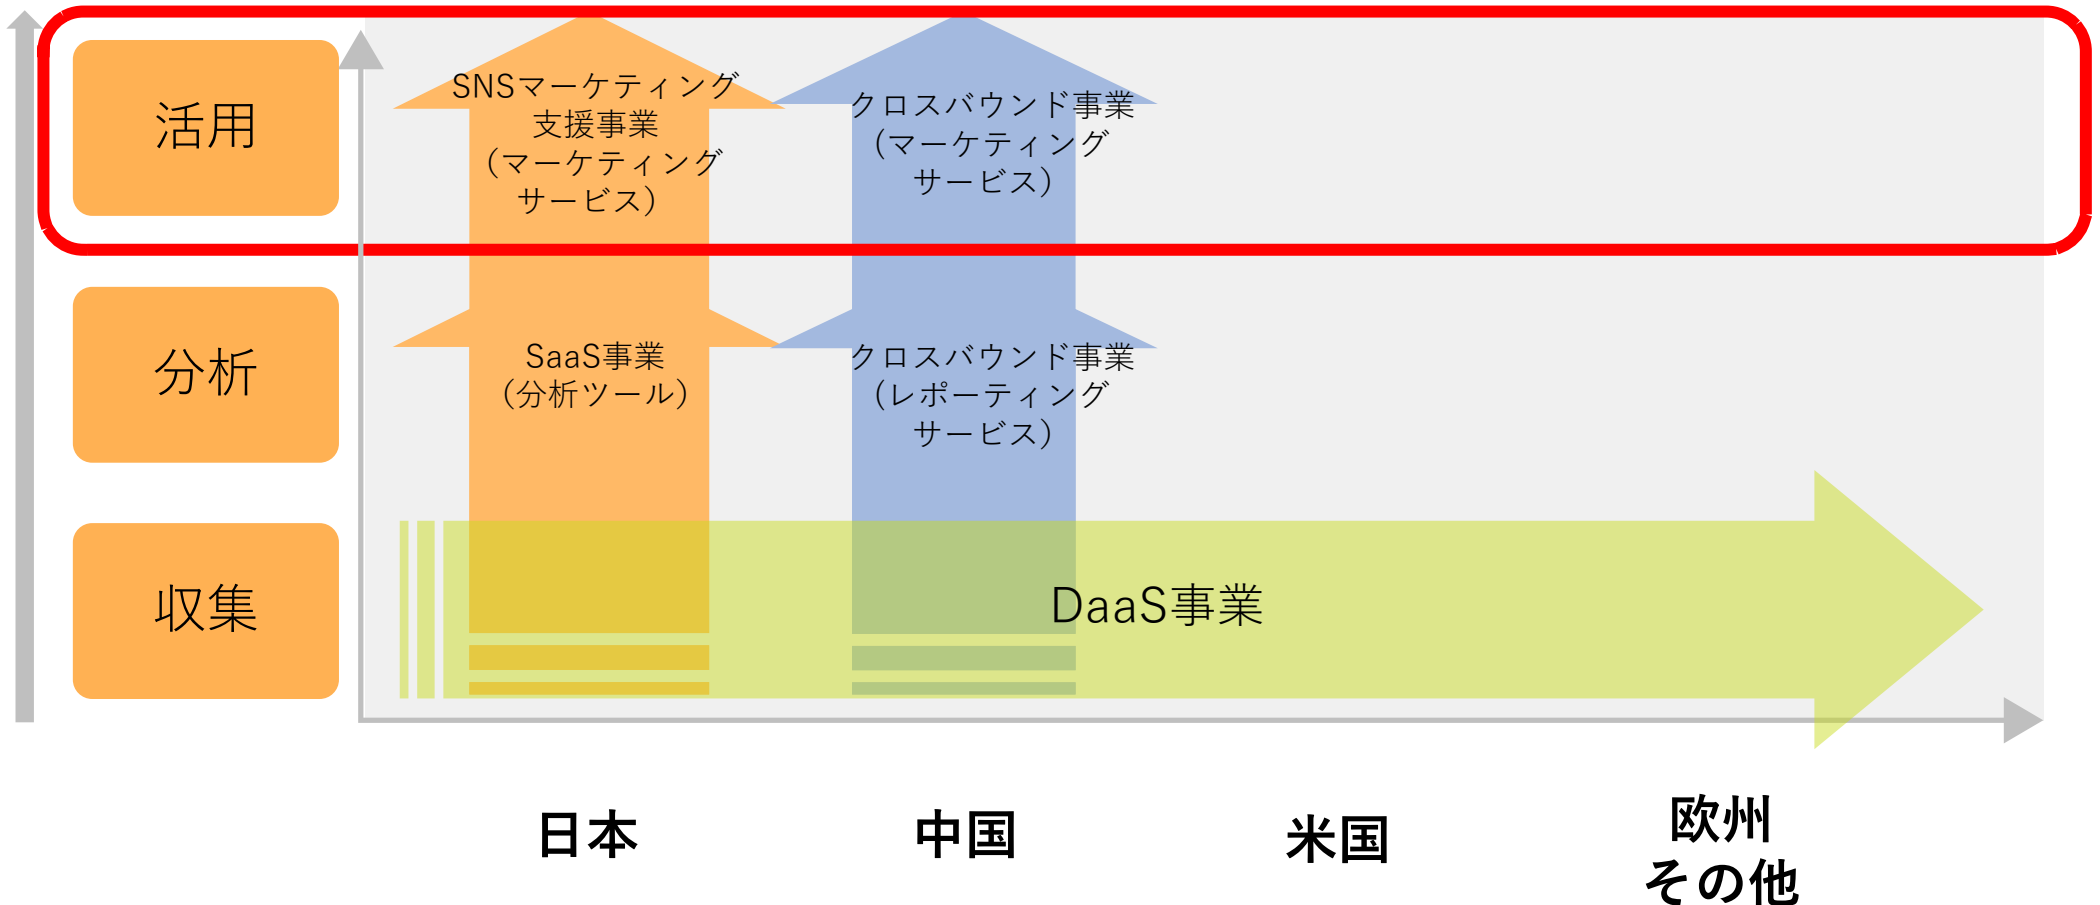 活用
SNSマーケティング
支援事業
（マーケティング
サービス）
クロスバウンド事業
（マーケティング
サービス）
分析
SaaS事業
（分析ツール）
クロスバウンド事業
（レポーティング
サービス）
収集
DaaS事業
日本
中国
米国
欧州
その他